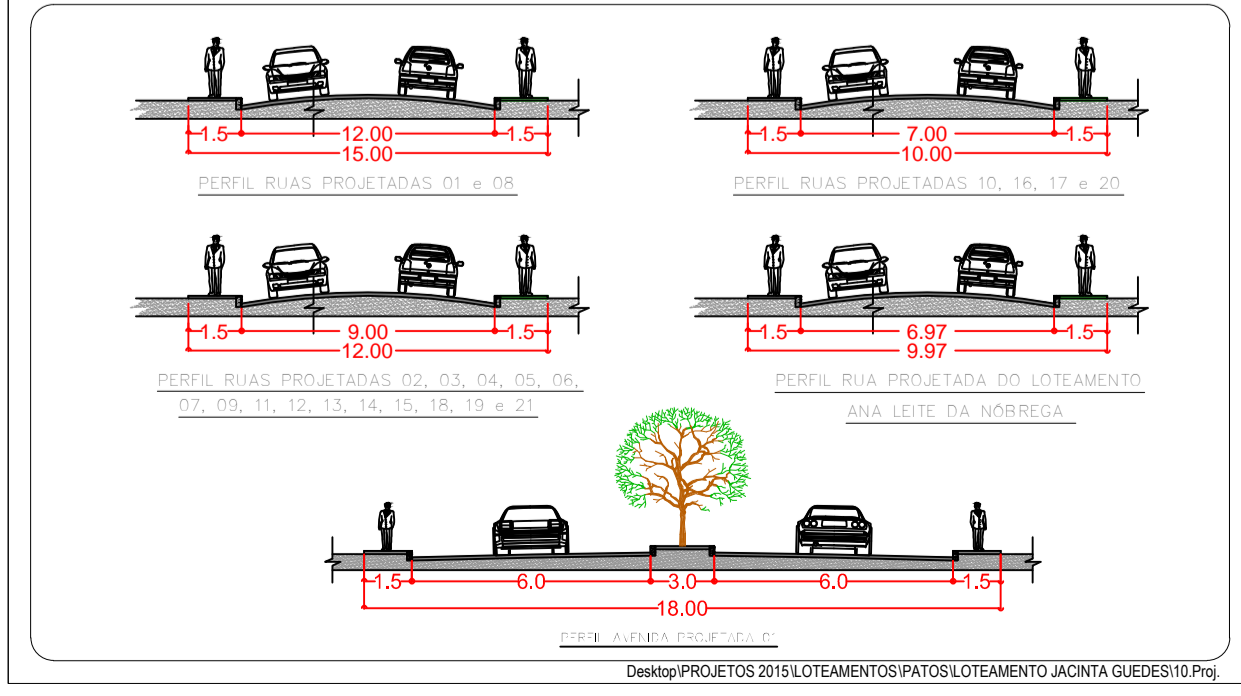 1.5 12.00 1.5
15.00
PERFIL RUAS PROJETADAS 01 e 08
1.5 7.00 1.5
10.00
PERFIL RUAS PROJETADAS 10, 16, 17 e 20
1.5 9.00 1.5
12.00
PERFIL RUAS PROJETADAS 02, 03, 04, 05, 06,
07, 09, 11, 12, 13, 14, 15, 18, 19 e 21
1.5 6.97 1.5
9.97
PERFIL RUA PROJETADA DO LOTEAMENTO
ANA LEITE DA NÓBREGA
1.5 6.0 3.0 6.0 1.5
18.00
PERFIL AVENIDA PROJETADA 01
Desktop\PROJETOS 2015\LOTEAMENTOS\PATOS\LOTEAMENTO JACINTA GUEDES\10.Proj.